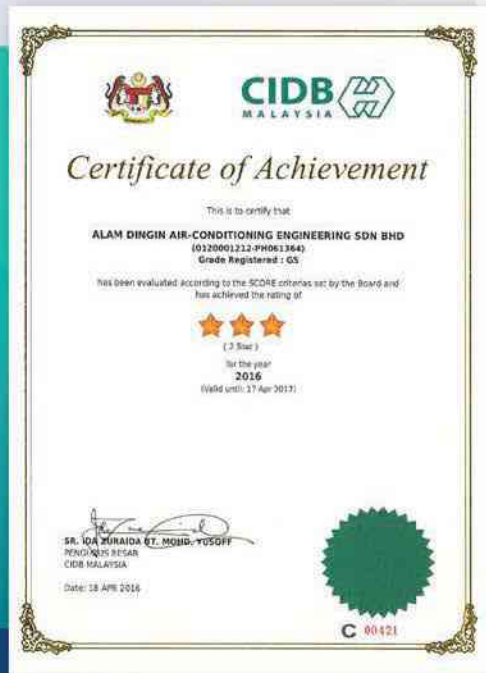 CIDB
MALAYSIA
Certificate of Achievement
This is to certify that
ALAM DINGIN AIR-CONDITIONING ENGINEERING SDN BHD
(0120001212-PH061364)
Grade Registered : G5
has been evaluated according to the SCORE criterias set by the Board and
has achieved the rating of
( 3 Star )
for the year
2016
(Valid until: 17 Apr 2017)
SR. IDA ZURAIDA BT. MOHD. YUSOFF
PENGURUS BESAR
CIDB MALAYSIA
Date: 18 APR 2016
C 00421